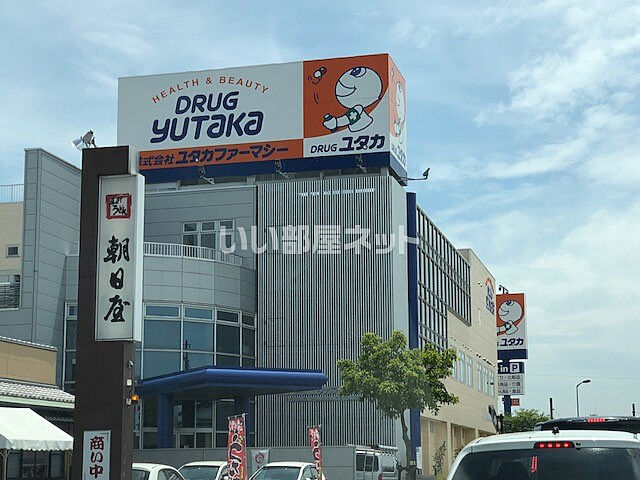 HEALTH & BEAUTY
DRUG
YUTAKA
株式会社 ユタカファーマシー
DRUG ユタカ
いい部屋ネット
朝日屋
商い中
ユタカ
in P